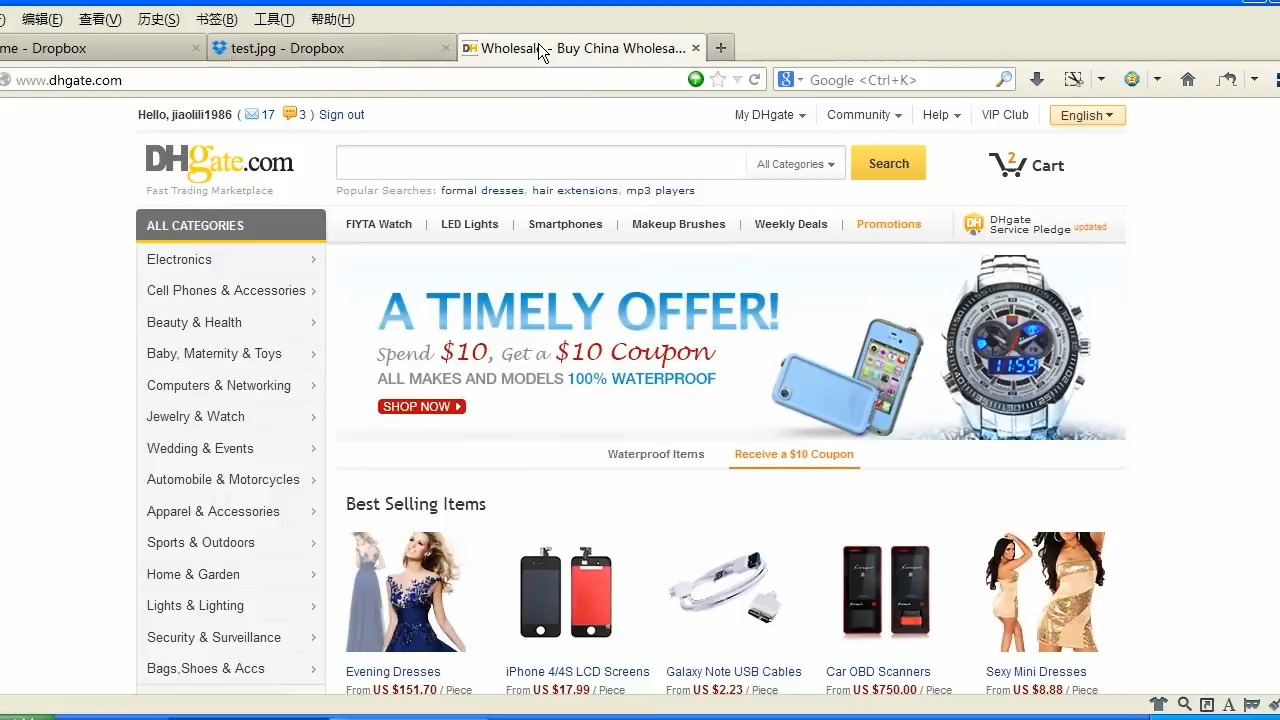 编辑(E) 查看(V) 历史(S) 书签(B) 工具(T) 帮助(H)
me - Dropbox test.jpg - Dropbox DH Wholesale - Buy China Wholesa...
www.dhgate.com Google <Ctrl+K>
Hello, jiaolili1986 ( 17 3 ) Sign out My DHgate Community Help VIP Club English
DHgate.com All Categories Search 2 Cart
Fast Trading Marketplace Popular Searches: formal dresses, hair extensions, mp3 players
ALL CATEGORIES FIYTA Watch | LED Lights | Smartphones | Makeup Brushes | Weekly Deals | Promotions DH DHgate
Service Pledge updated
Electronics
Cell Phones & Accessories
Beauty & Health
Baby, Maternity & Toys
Computers & Networking
Jewelry & Watch
Wedding & Events
Automobile & Motorcycles
Apparel & Accessories
Sports & Outdoors
Home & Garden
Lights & Lighting
Security & Surveillance
Bags,Shoes & Accs
A TIMELY OFFER!
Spend $10, Get a $10 Coupon
ALL MAKES AND MODELS 100% WATERPROOF
SHOP NOW
11:59
Waterproof Items Receive a $10 Coupon
Best Selling Items
Evening Dresses iPhone 4/4S LCD Screens Galaxy Note USB Cables Car OBD Scanners Sexy Mini Dresses
From US $151.70 / Piece From US $17.99 / Piece From US $2.23 / Piece From US $750.00 / Piece From US $8.88 / Piece